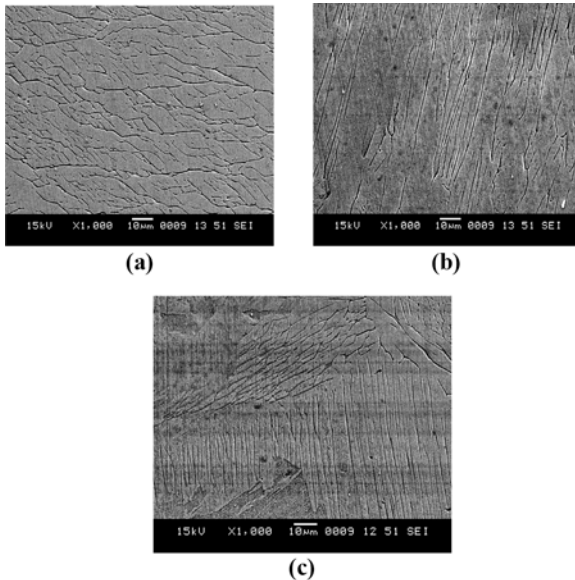 15kV X1,000 10µm 0009 13 51 SEI
(a)
15kV X1,000 10µm 0009 13 51 SEI
(b)
15kV X1,000 10µm 0009 12 51 SEI
(c)